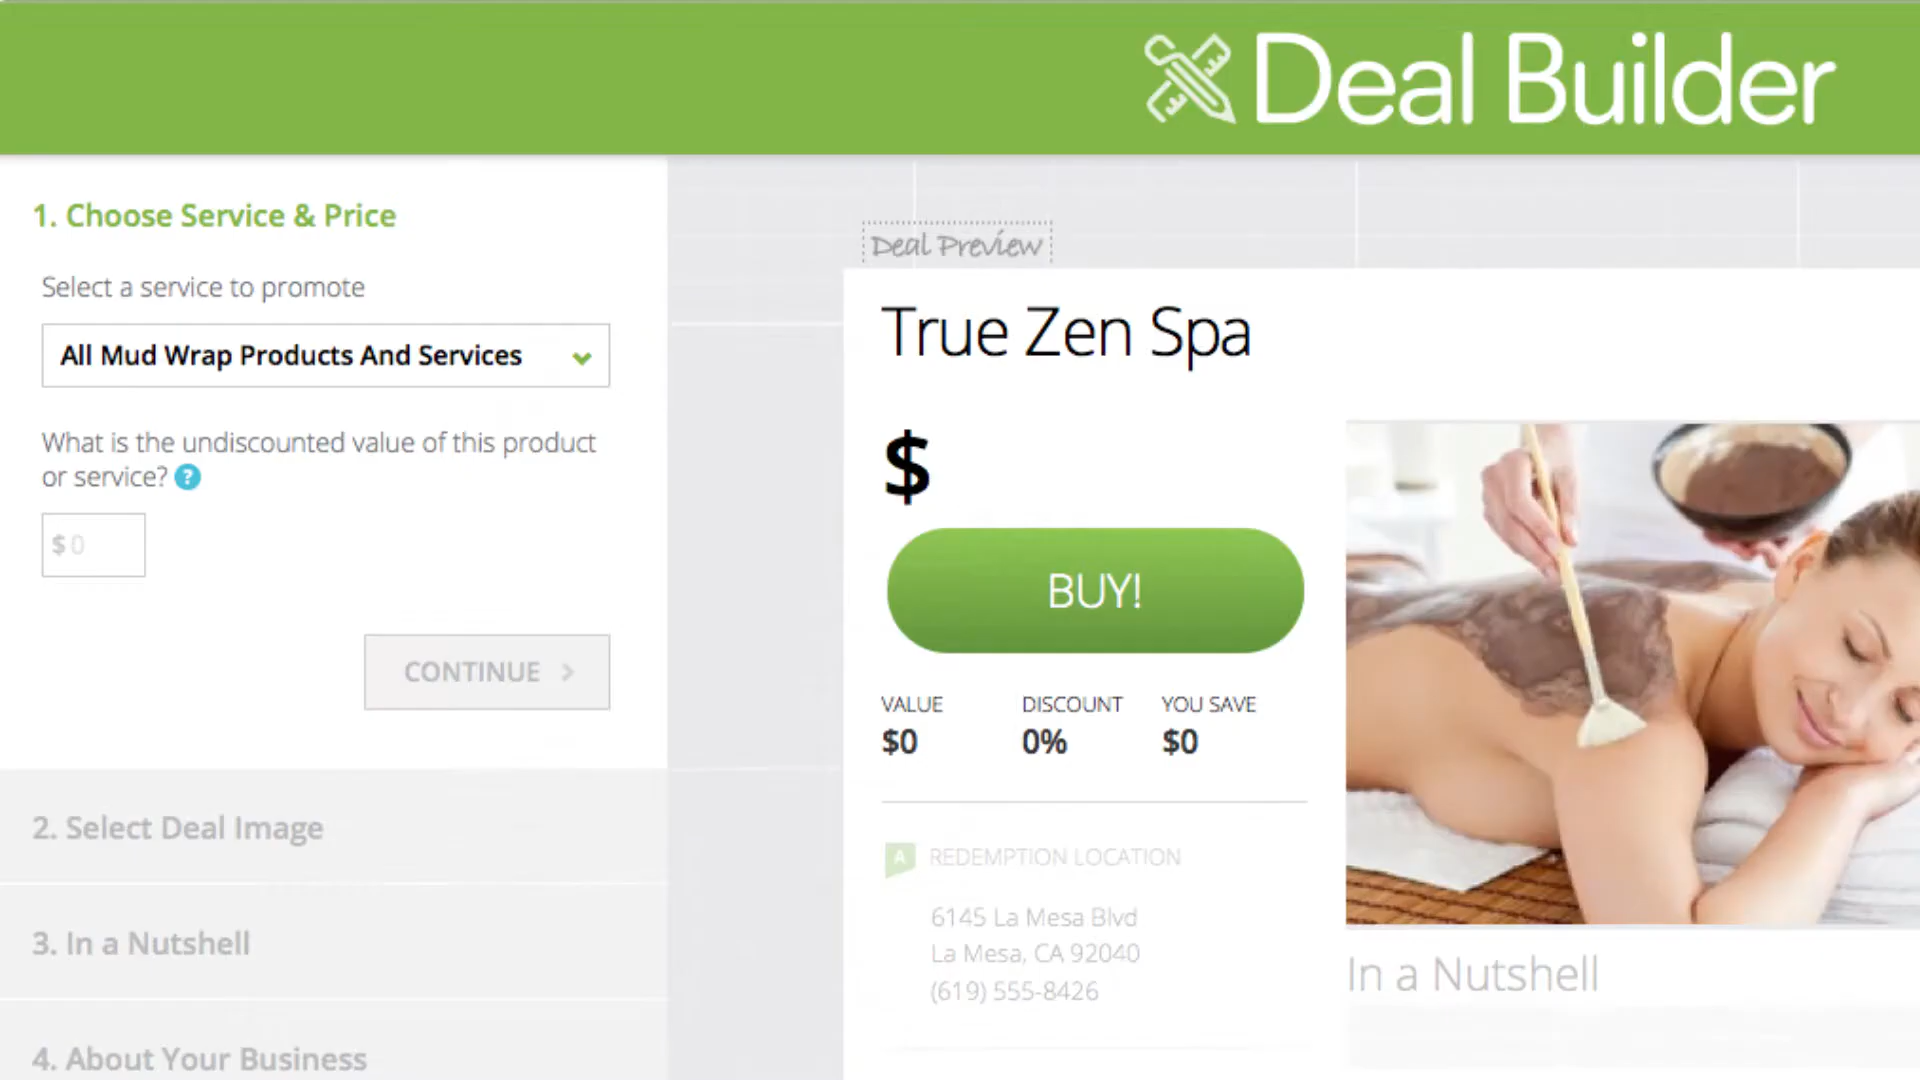 Deal Builder
1. Choose Service & Price
Select a service to promote
All Mud Wrap Products And Services
What is the undiscounted value of this product
or service? ?
$ 0
CONTINUE >
2. Select Deal Image
3. In a Nutshell
4. About Your Business
Deal Preview
True Zen Spa
$
BUY!
VALUE DISCOUNT YOU SAVE
$0 0% $0
A REDEMPTION LOCATION
6145 La Mesa Blvd
La Mesa, CA 92040
(619) 555-8426
In a Nutshell